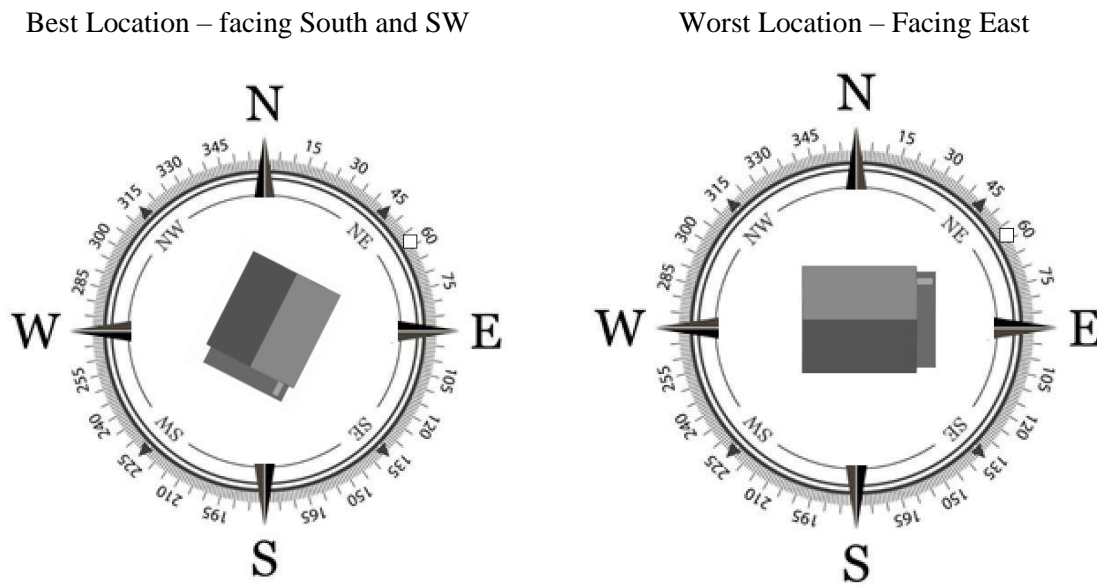 Best Location – facing South and SW
Worst Location – Facing East
N
345 15
330 30
315 45
300 60
285 75
NW NE
W E
255 105
240 120
225 135
210 150
195 165
SW SE
S
N
345 15
330 30
315 45
300 60
285 75
NW NE
W E
255 105
240 120
225 135
210 150
195 165
SW SE
S